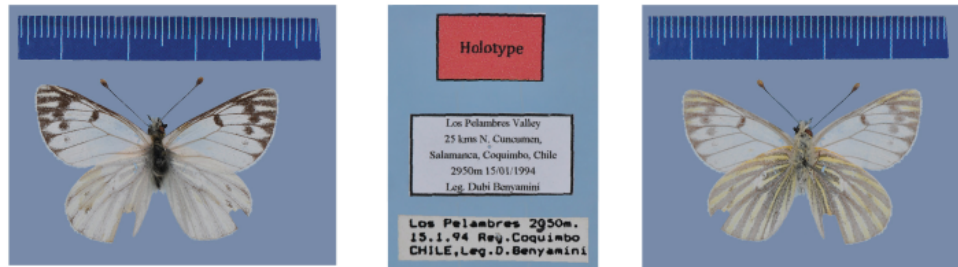 Holotype
Los Pelambres Valley
25 kms N. Cuncumen,
Salamanca, Coquimbo, Chile
2950m 15/01/1994
Leg. Dubi Benyamini
Los Pelambres 2950m.
15.1.94 Reg.Coquimbo
CHILE,Leg.D.Benyamini